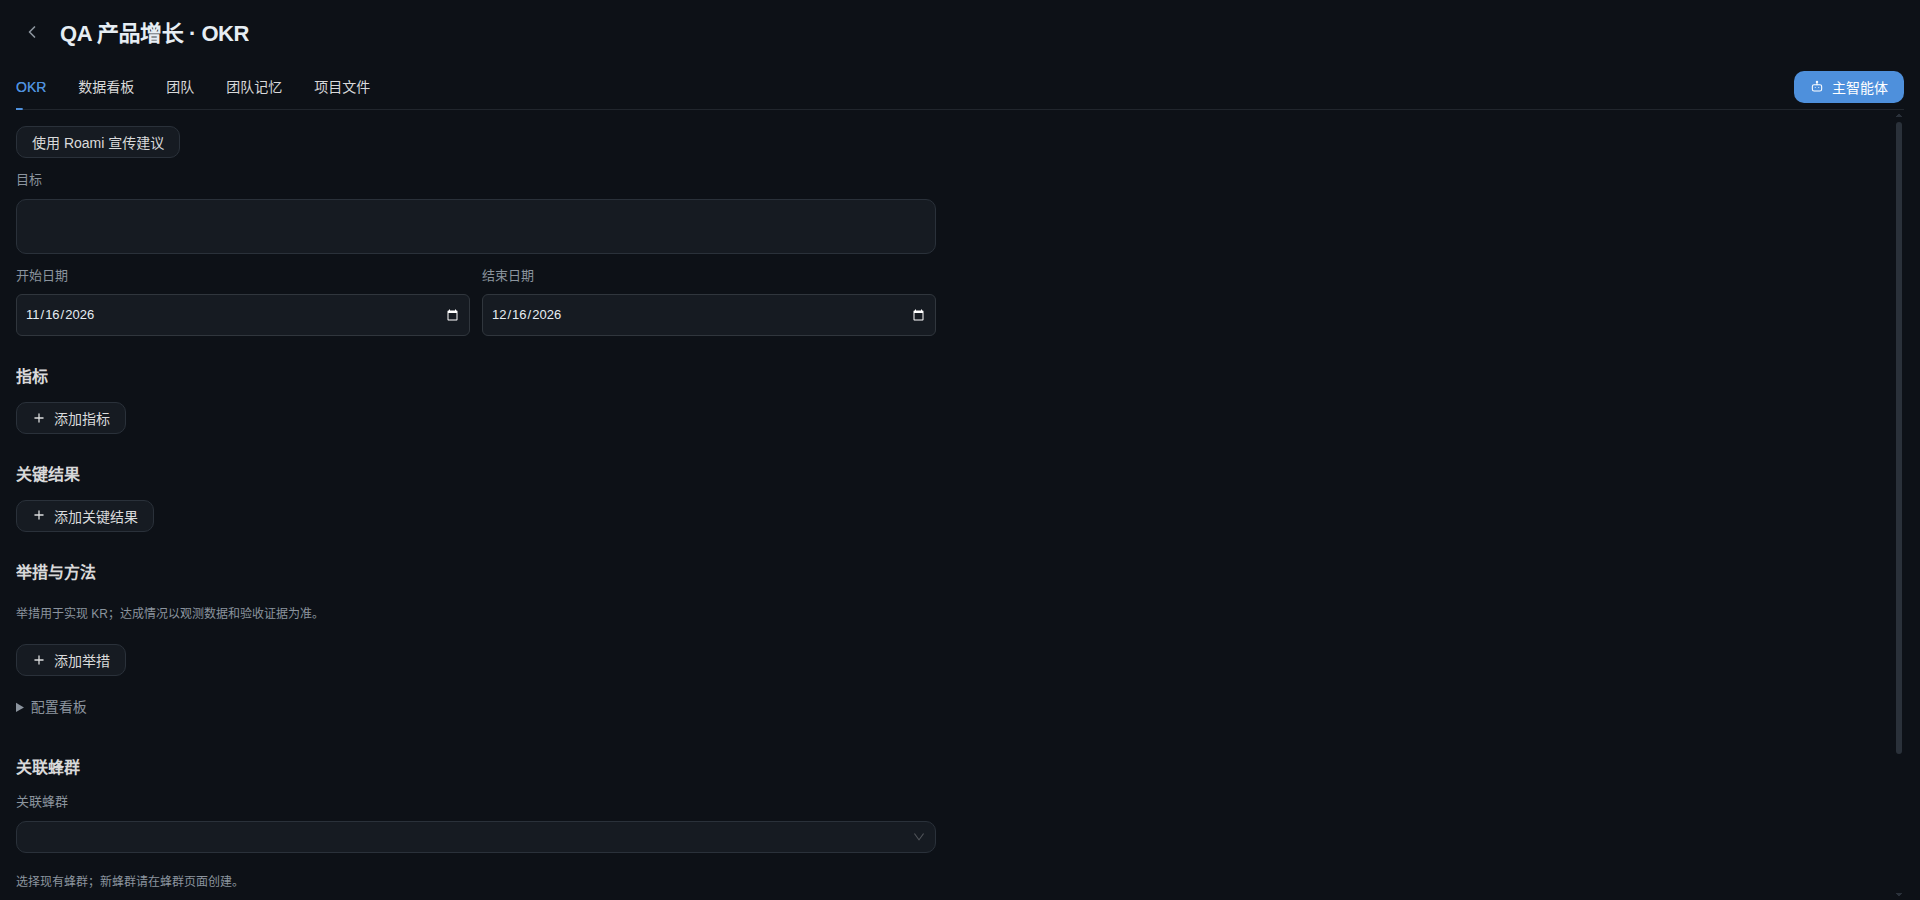 QA 产品增长 · OKR
OKR 数据看板 团队 团队记忆 项目文件 主智能体
使用 Roami 宣传建议
目标
开始日期 结束日期
11/16/2026 12/16/2026
指标
添加指标
关键结果
添加关键结果
举措与方法
举措用于实现 KR；达成情况以观测数据和验收证据为准。
添加举措
配置看板
关联蜂群
关联蜂群
选择现有蜂群；新蜂群请在蜂群页面创建。